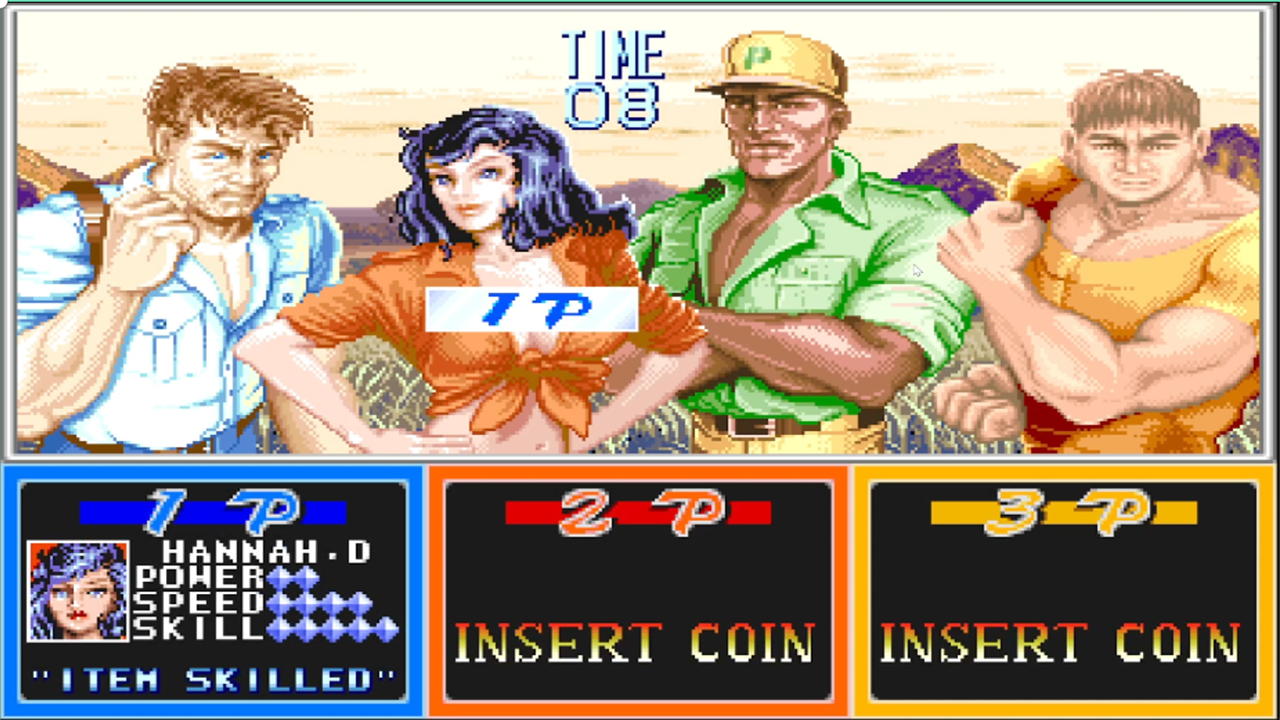 TIME
08
P
1P
1P
HANNAH.D
POWER
SPEED
SKILL
"ITEM SKILLED"
2P
INSERT COIN
3P
INSERT COIN